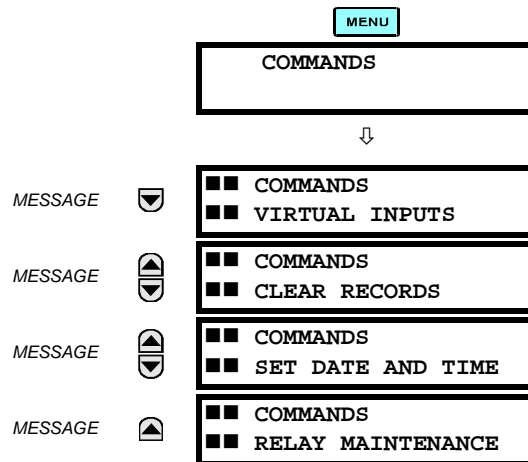 MENU
COMMANDS
MESSAGE
■■ COMMANDS
■■ VIRTUAL INPUTS
MESSAGE
■■ COMMANDS
■■ CLEAR RECORDS
MESSAGE
■■ COMMANDS
■■ SET DATE AND TIME
MESSAGE
■■ COMMANDS
■■ RELAY MAINTENANCE